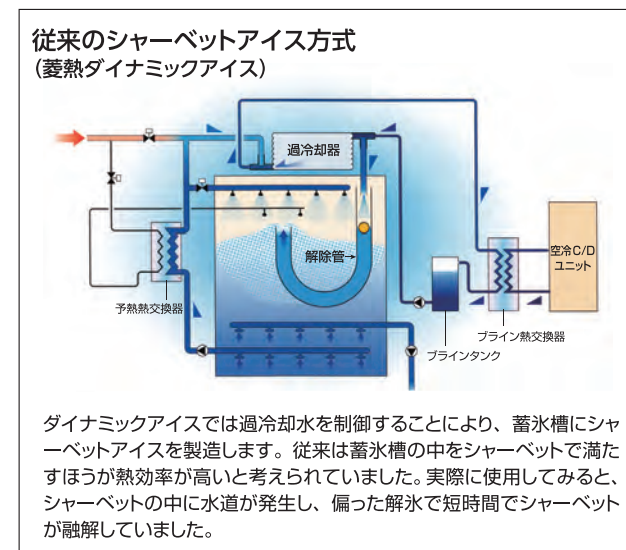 従来のシャーベットアイス方式
（菱熱ダイナミックアイス）
過冷却器
解除管→
予熱熱交換器
空冷C/D
ユニット
ブライン熱交換器
ブラインタンク
ダイナミックアイスでは過冷却水を制御することにより、蓄氷槽にシャ
ーベットアイスを製造します。従来は蓄氷槽の中をシャーベットで満た
すほうが熱効率が高いと考えられていました。実際に使用してみると、
シャーベットの中に水道が発生し、偏った解氷で短時間でシャーベット
が融解していました。